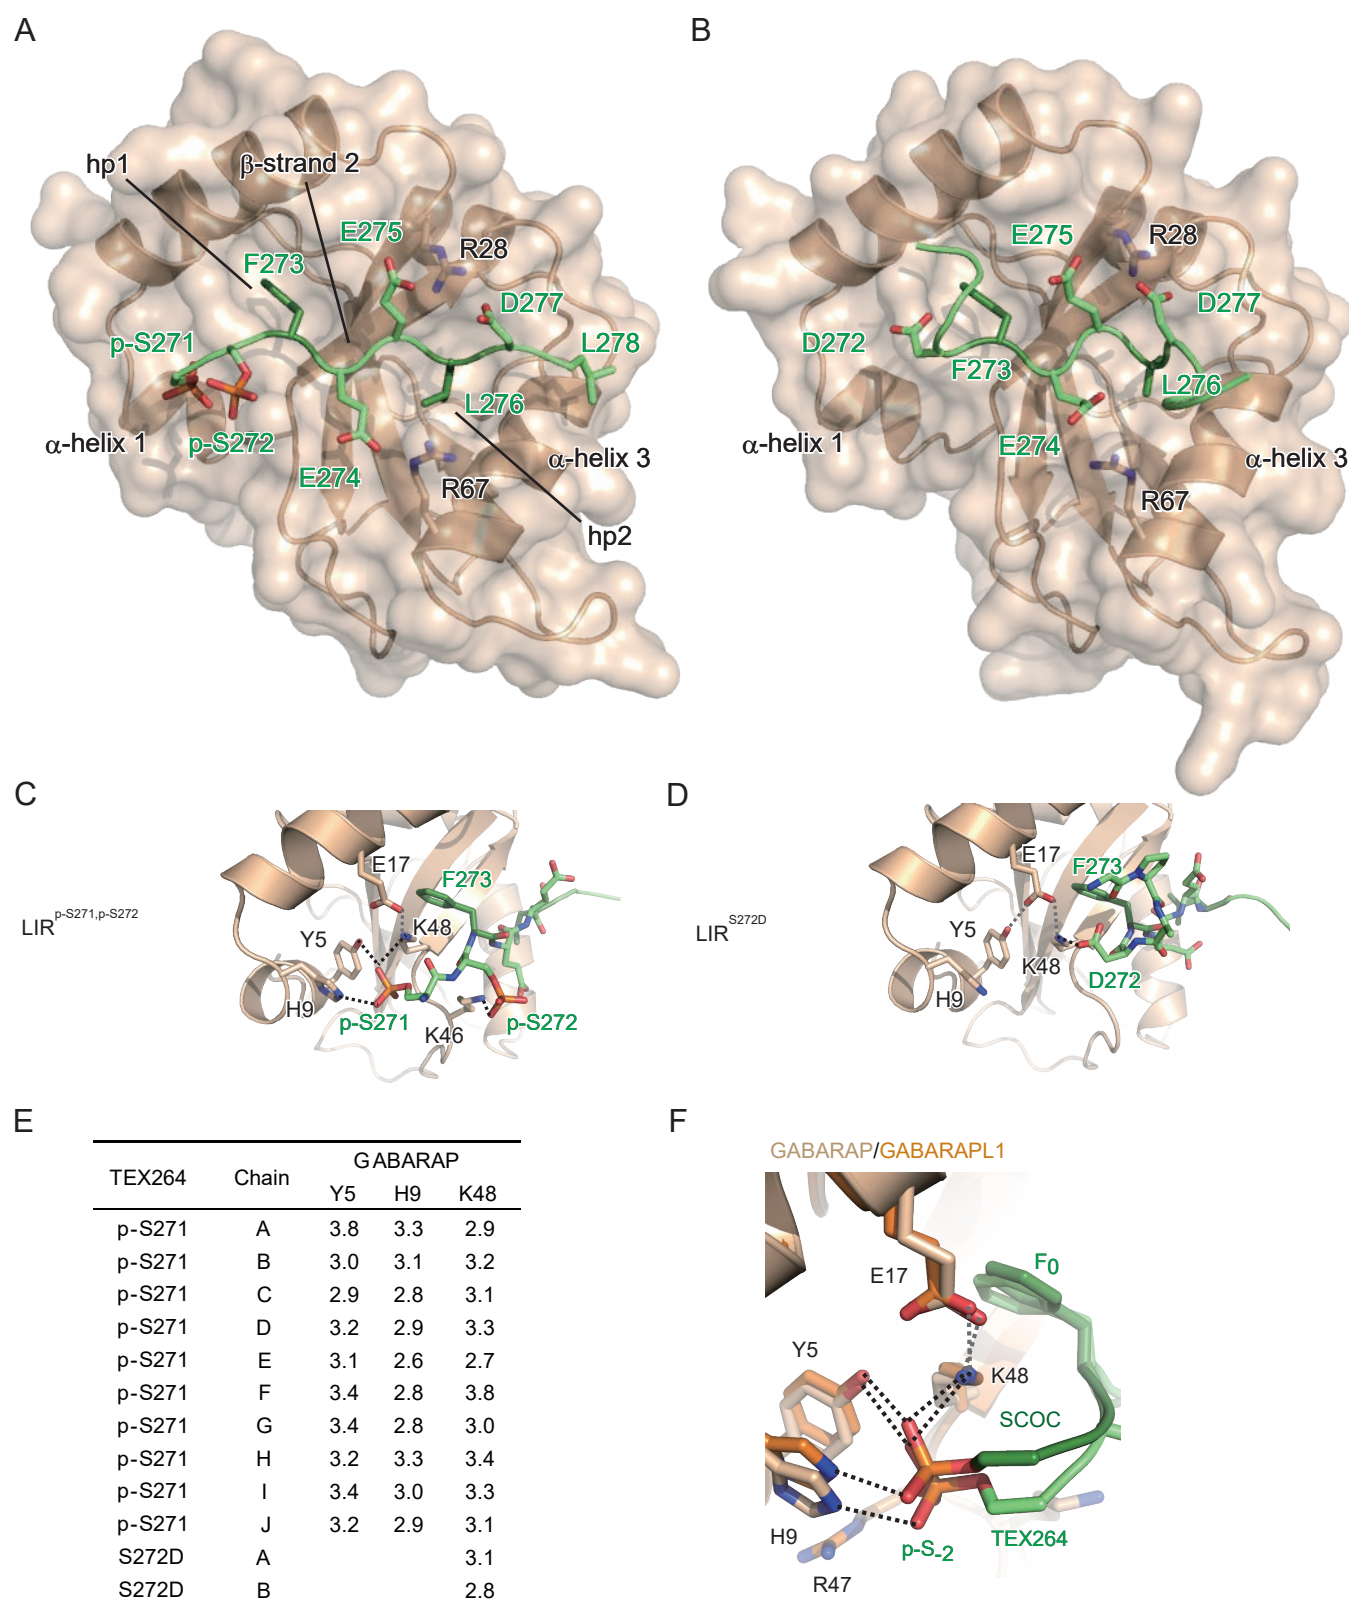 A
hp1
β-strand 2
E275
R28
F273
D277
p-S271
L278
L276
α-helix 1
p-S272
E274
R67
α-helix 3
hp2
B
E275
R28
D277
D272
F273
L276
α-helix 1
E274
α-helix 3
R67
C
LIR p-S271,p-S272
E17
F273
Y5
K48
H9
p-S271
K46
p-S272
D
LIR S272D
E17
F273
Y5
K48
H9
D272
E
TEX264 Chain GABARAP
Y5 H9 K48
p-S271 A 3.8 3.3 2.9
p-S271 B 3.0 3.1 3.2
p-S271 C 2.9 2.8 3.1
p-S271 D 3.2 2.9 3.3
p-S271 E 3.1 2.6 2.7
p-S271 F 3.4 2.8 3.8
p-S271 G 3.4 2.8 3.0
p-S271 H 3.2 3.3 3.4
p-S271 I 3.4 3.0 3.3
p-S271 J 3.2 2.9 3.1
S272D A 3.1
S272D B 2.8
F
GABARAP/GABARAPL1
E17
F0
Y5
K48
SCOC
H9
p-S-2
TEX264
R47